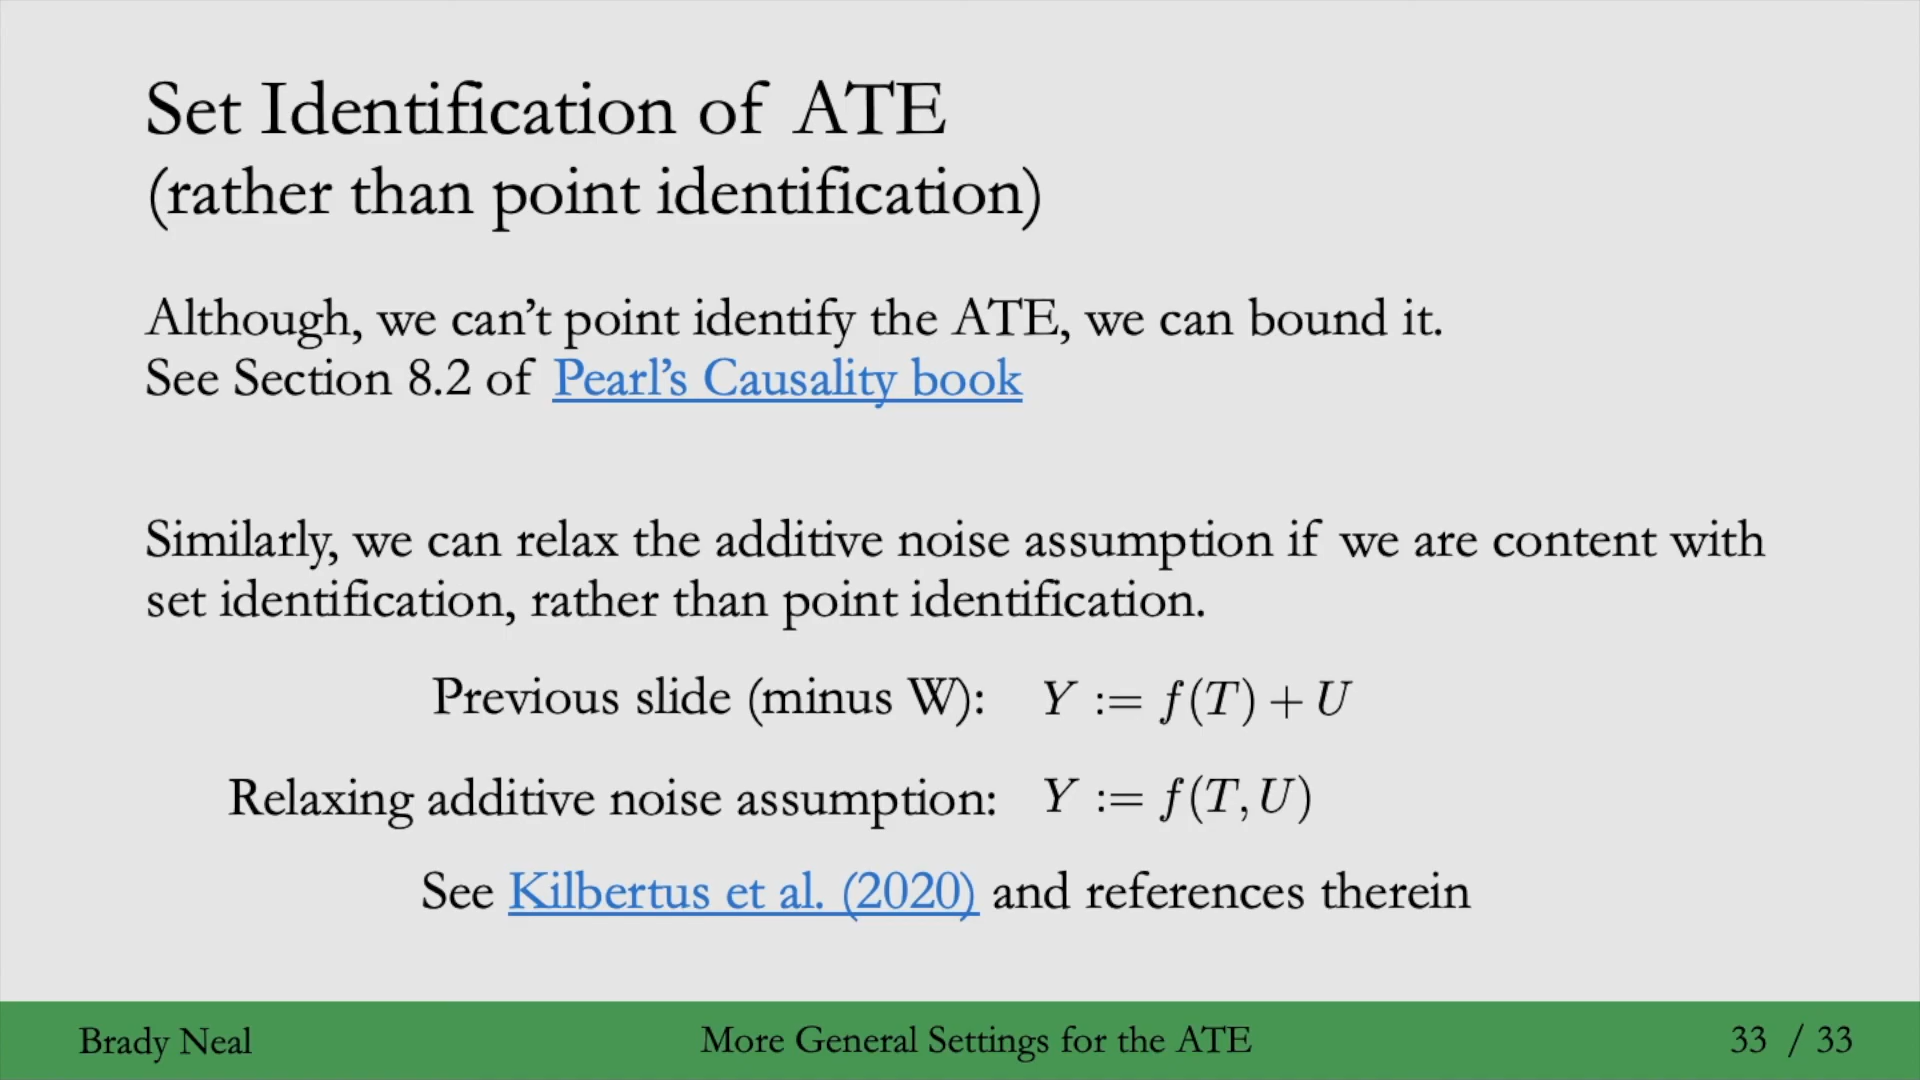 Set Identification of ATE
(rather than point identification)
Although, we can’t point identify the ATE, we can bound it.
See Section 8.2 of Pearl’s Causality book
Similarly, we can relax the additive noise assumption if we are content with
set identification, rather than point identification.
Previous slide (minus W): Y := f(T) + U
Relaxing additive noise assumption: Y := f(T, U)
See Kilbertus et al. (2020) and references therein
Brady Neal More General Settings for the ATE 33 / 33